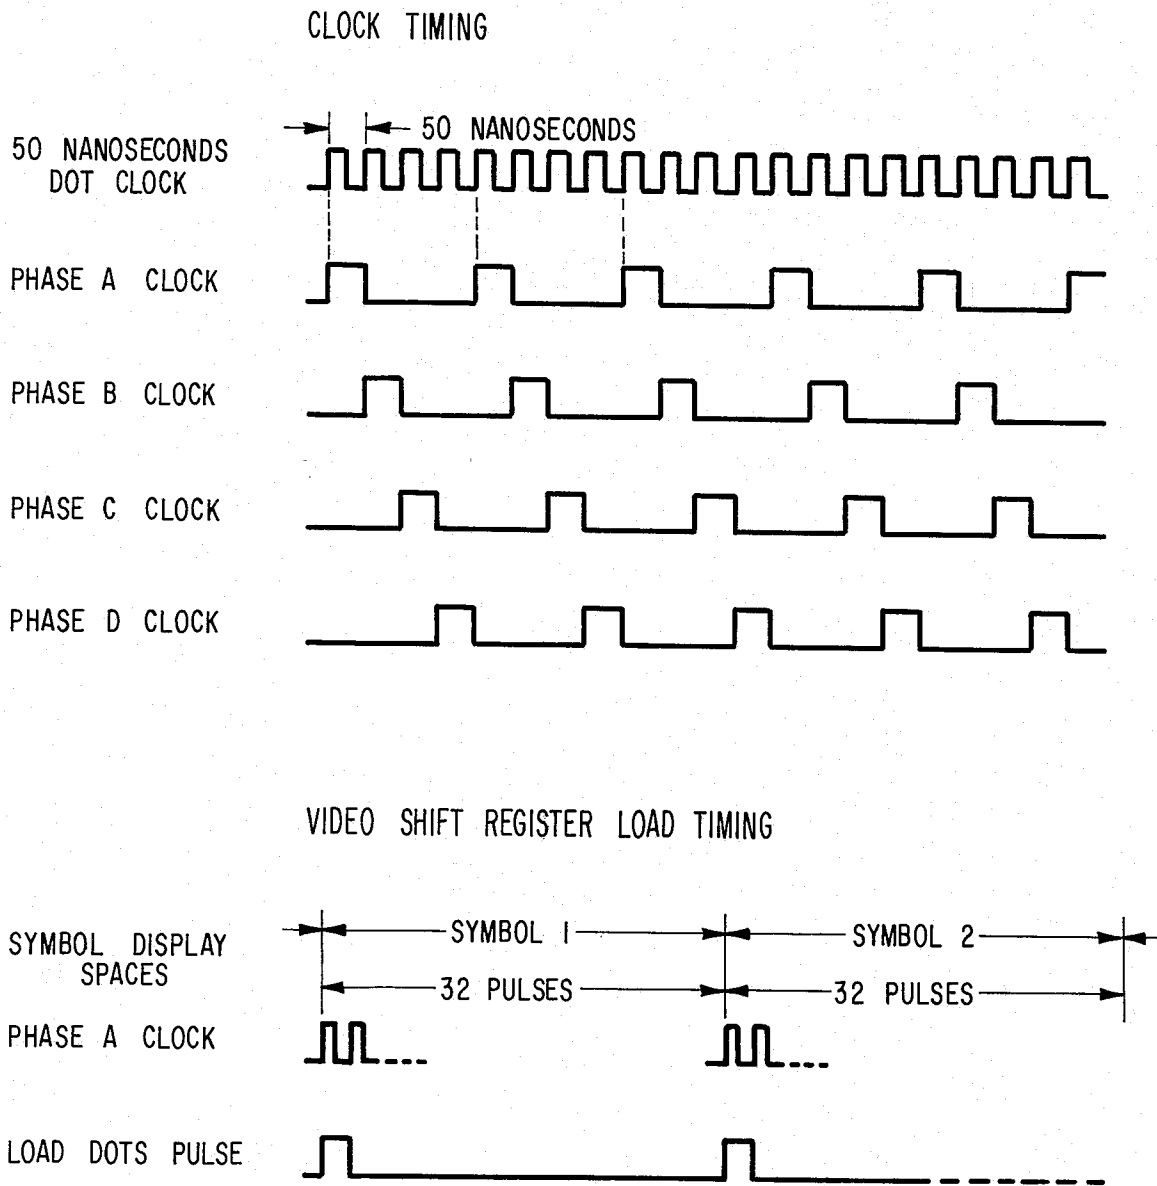 CLOCK TIMING
50 NANOSECONDS
50 NANOSECONDS
DOT CLOCK
PHASE A CLOCK
PHASE B CLOCK
PHASE C CLOCK
PHASE D CLOCK
VIDEO SHIFT REGISTER LOAD TIMING
SYMBOL DISPLAY
SPACES
SYMBOL 1
SYMBOL 2
32 PULSES
32 PULSES
PHASE A CLOCK
LOAD DOTS PULSE